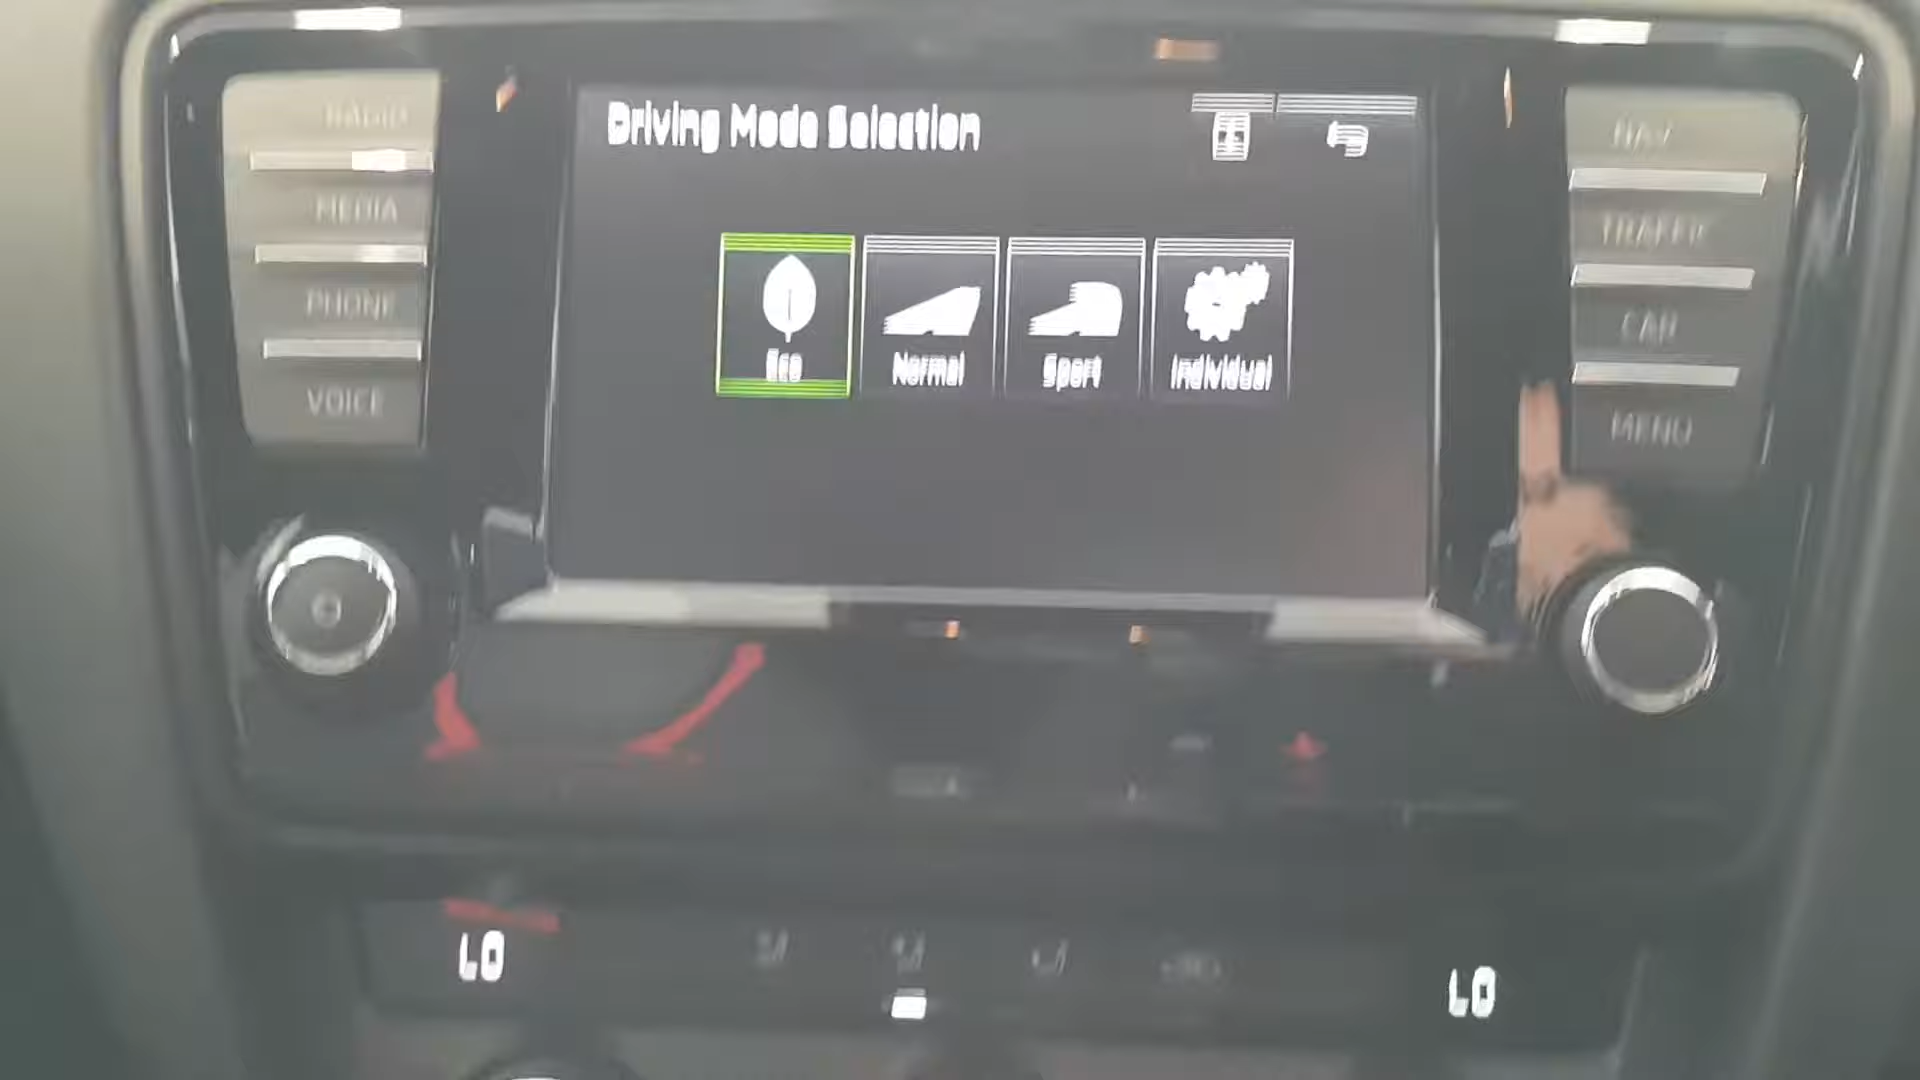 RADIO
MEDIA
PHONE
VOICE
Driving Mode Selection
Eco
Normal
Sport
Individual
NAV
TRAFFIC
CAR
MENU
LO
LO